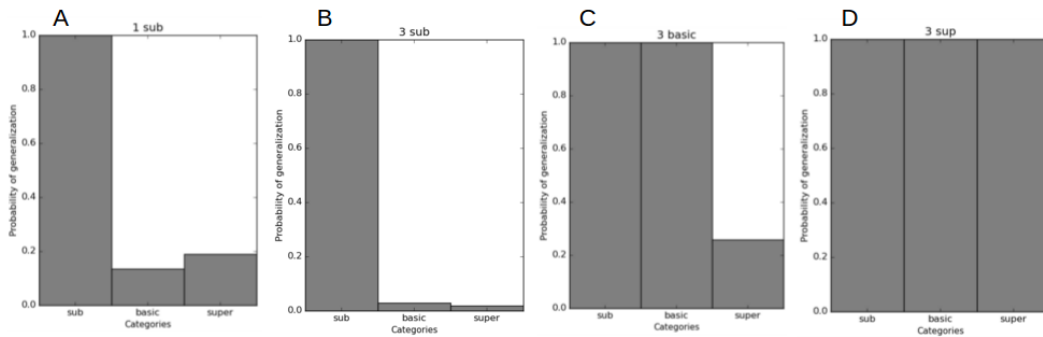 A
1 sub
1.0
0.8
0.6
0.4
0.2
0.0
Probability of generalization
sub basic super
Categories
B
3 sub
1.0
0.8
0.6
0.4
0.2
0.0
Probability of generalization
sub basic super
Categories
C
3 basic
1.0
0.8
0.6
0.4
0.2
0.0
Probability of generalization
sub basic super
Categories
D
3 sup
1.0
0.8
0.6
0.4
0.2
0.0
Probability of generalization
sub basic super
Categories